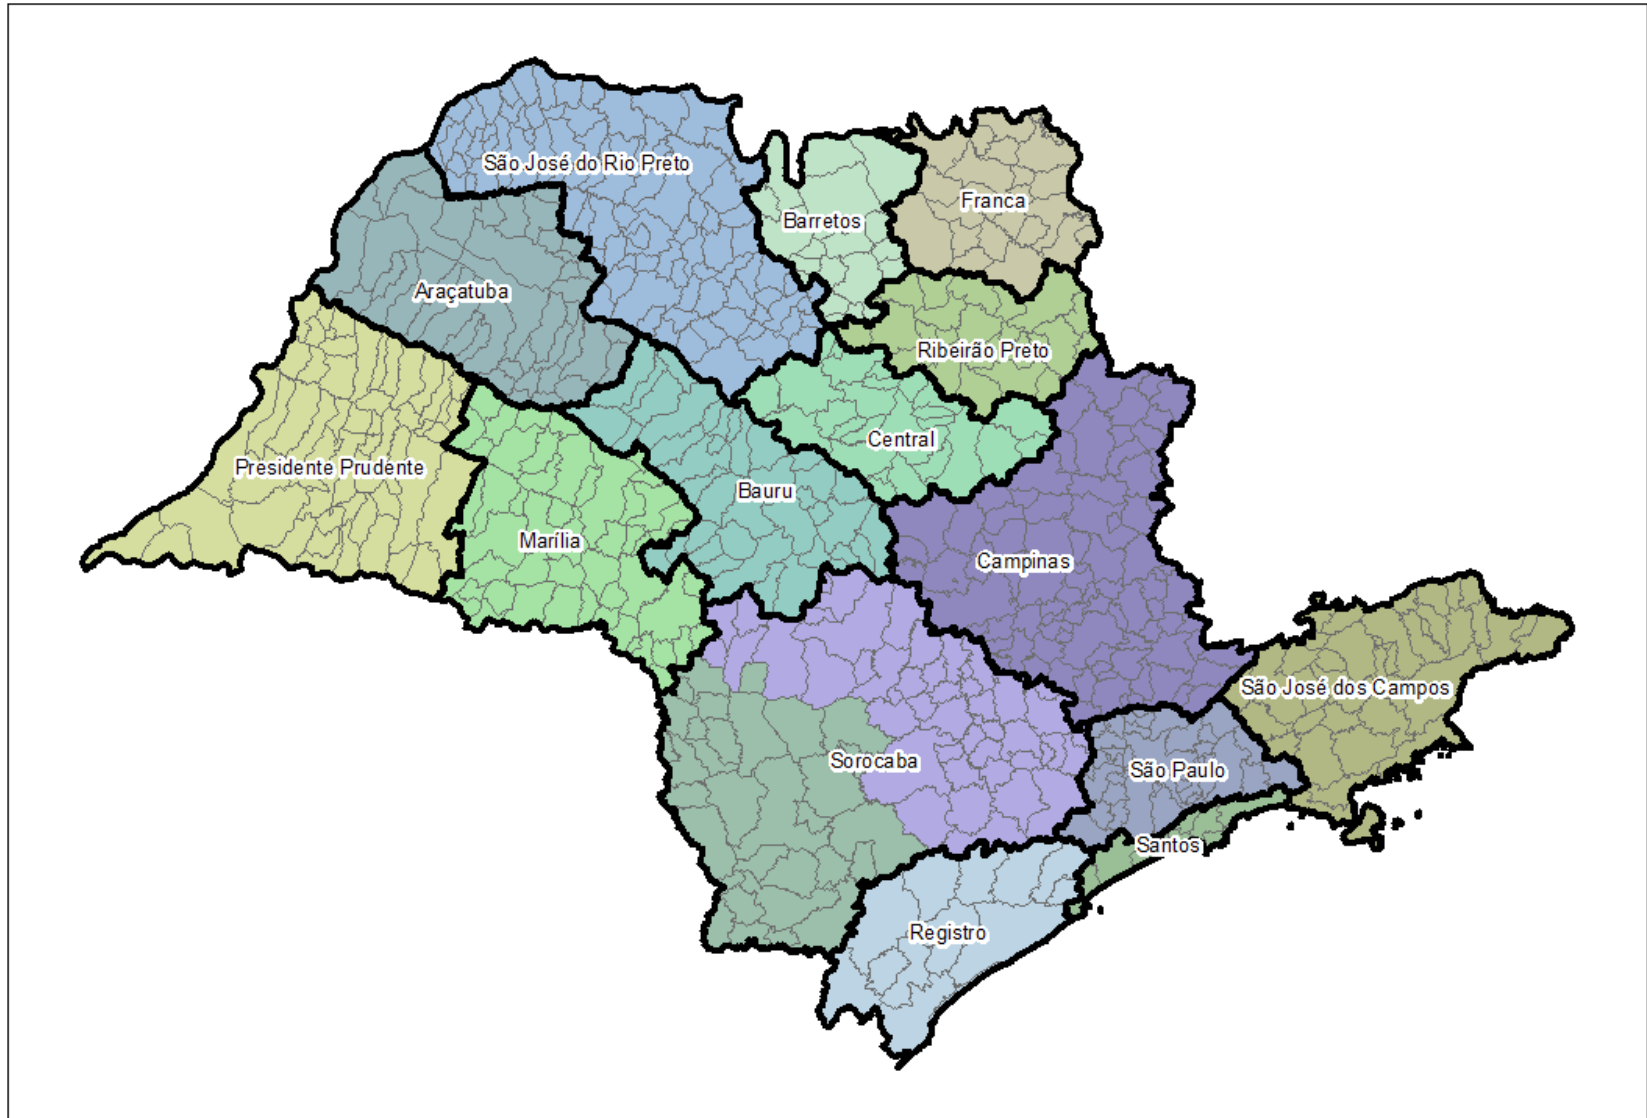 São José do Rio Preto
Barretos
Franca
Araçatuba
Ribeirão Preto
Central
Presidente Prudente
Bauru
Marília
Campinas
São José dos Campos
Sorocaba
São Paulo
Santos
Registro